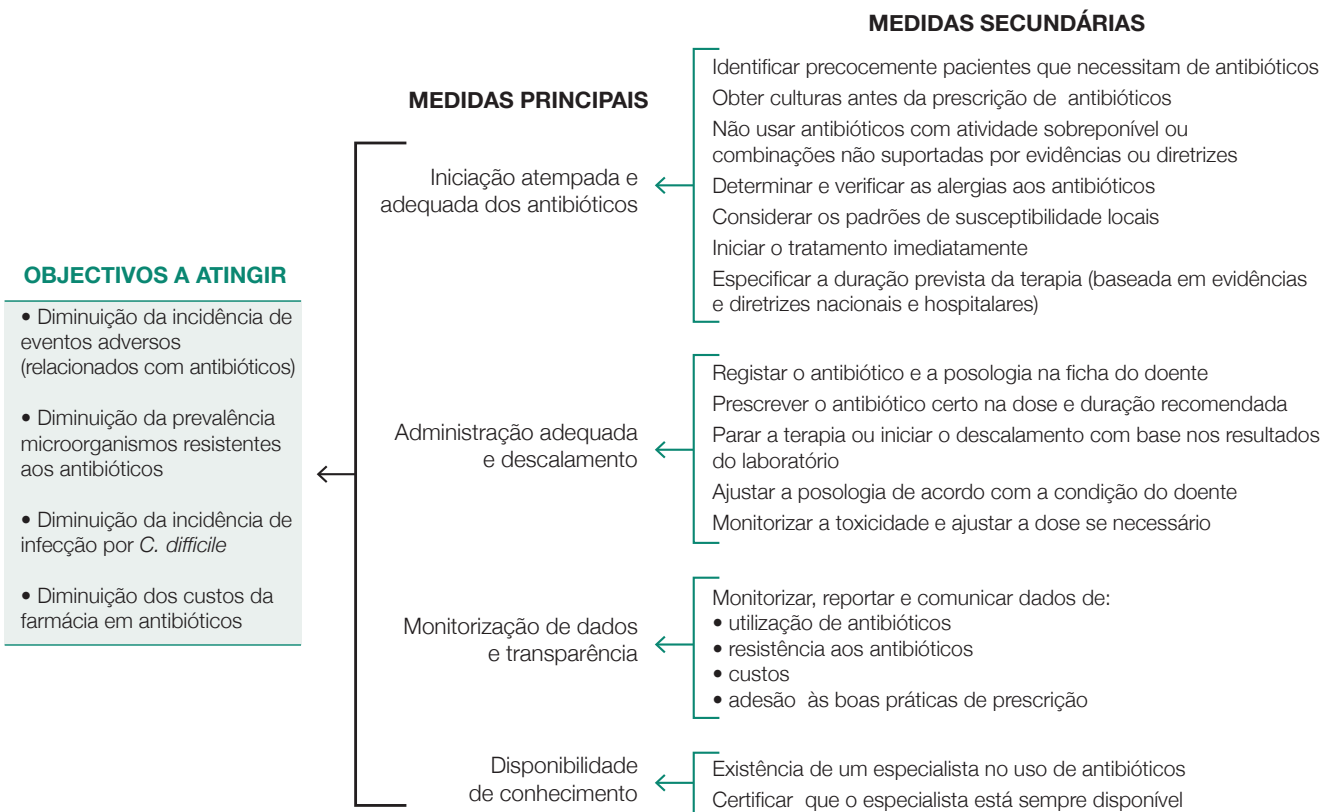 MEDIDAS SECUNDÁRIAS
MEDIDAS PRINCIPAIS
OBJECTIVOS A ATINGIR
• Diminuição da incidência de
eventos adversos
(relacionados com antibióticos)
• Diminuição da prevalência
microorganismos resistentes
aos antibióticos
• Diminuição da incidência de
infecção por C. difficile
• Diminuição dos custos da
farmácia em antibióticos
Iniciação atempada e
adequada dos antibióticos
Identificar precocemente pacientes que necessitam de antibióticos
Obter culturas antes da prescrição de antibióticos
Não usar antibióticos com atividade sobreponível ou
combinações não suportadas por evidências ou diretrizes
Determinar e verificar as alergias aos antibióticos
Considerar os padrões de susceptibilidade locais
Iniciar o tratamento imediatamente
Especificar a duração prevista da terapia (baseada em evidências
e diretrizes nacionais e hospitalares)
Administração adequada
e descalamento
Registar o antibiótico e a posologia na ficha do doente
Prescrever o antibiótico certo na dose e duração recomendada
Parar a terapia ou iniciar o descalamento com base nos resultados
do laboratório
Ajustar a posologia de acordo com a condição do doente
Monitorizar a toxicidade e ajustar a dose se necessário
Monitorização de dados
e transparência
Monitorizar, reportar e comunicar dados de:
• utilização de antibióticos
• resistência aos antibióticos
• custos
• adesão às boas práticas de prescrição
Disponibilidade
de conhecimento
Existência de um especialista no uso de antibióticos
Certificar que o especialista está sempre disponível